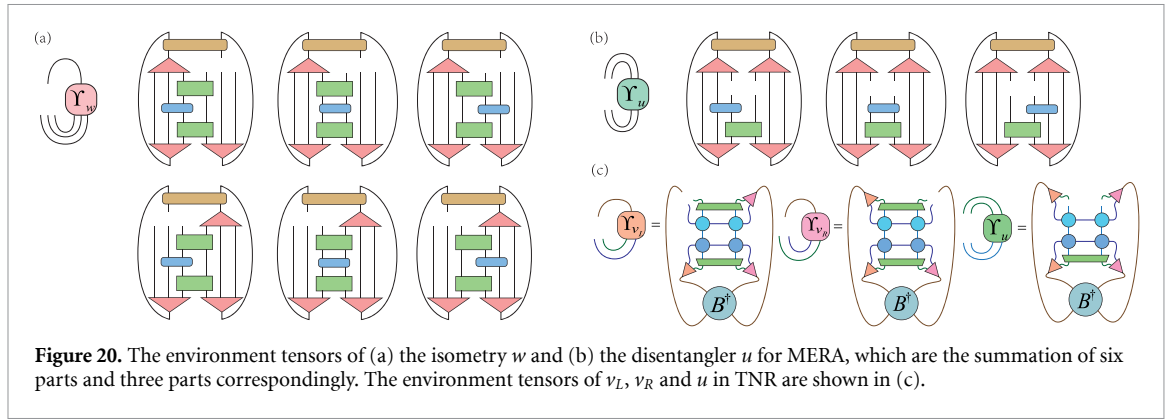 (a)
ϒw
(b)
ϒu
(c)
ϒvL =
B†
ϒvR =
B†
ϒu =
B†
Figure 20. The environment tensors of (a) the isometry w and (b) the disentangler u for MERA, which are the summation of six
parts and three parts correspondingly. The environment tensors of vL, vR and u in TNR are shown in (c).